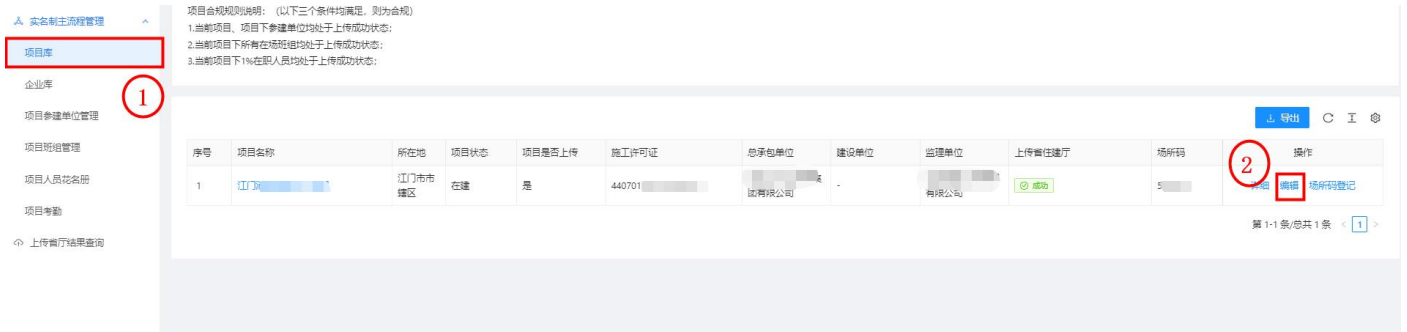 实名制主流程管理
项目库
企业库
项目参建单位管理
项目班组管理
项目人员花名册
项目考勤
上传省厅结果查询
①
项目合规规则说明：（以下三个条件均满足，则为合规）
1.当前项目、项目下参建单位均处于上传成功状态；
2.当前项目下所有在场班组均处于上传成功状态；
3.当前项目下1%在职人员均处于上传成功状态；
导出
序号 项目名称 所在地 项目状态 项目是否上传 施工许可证 总承包单位 建设单位 监理单位 上传省住建厅 场所码 操作
②
1 江门 江门市市辖区 在建 是 440701 团有限公司 - 有限公司 成功 5 详细 编辑 场所码登记
第 1-1 条/总共 1 条 < 1 >